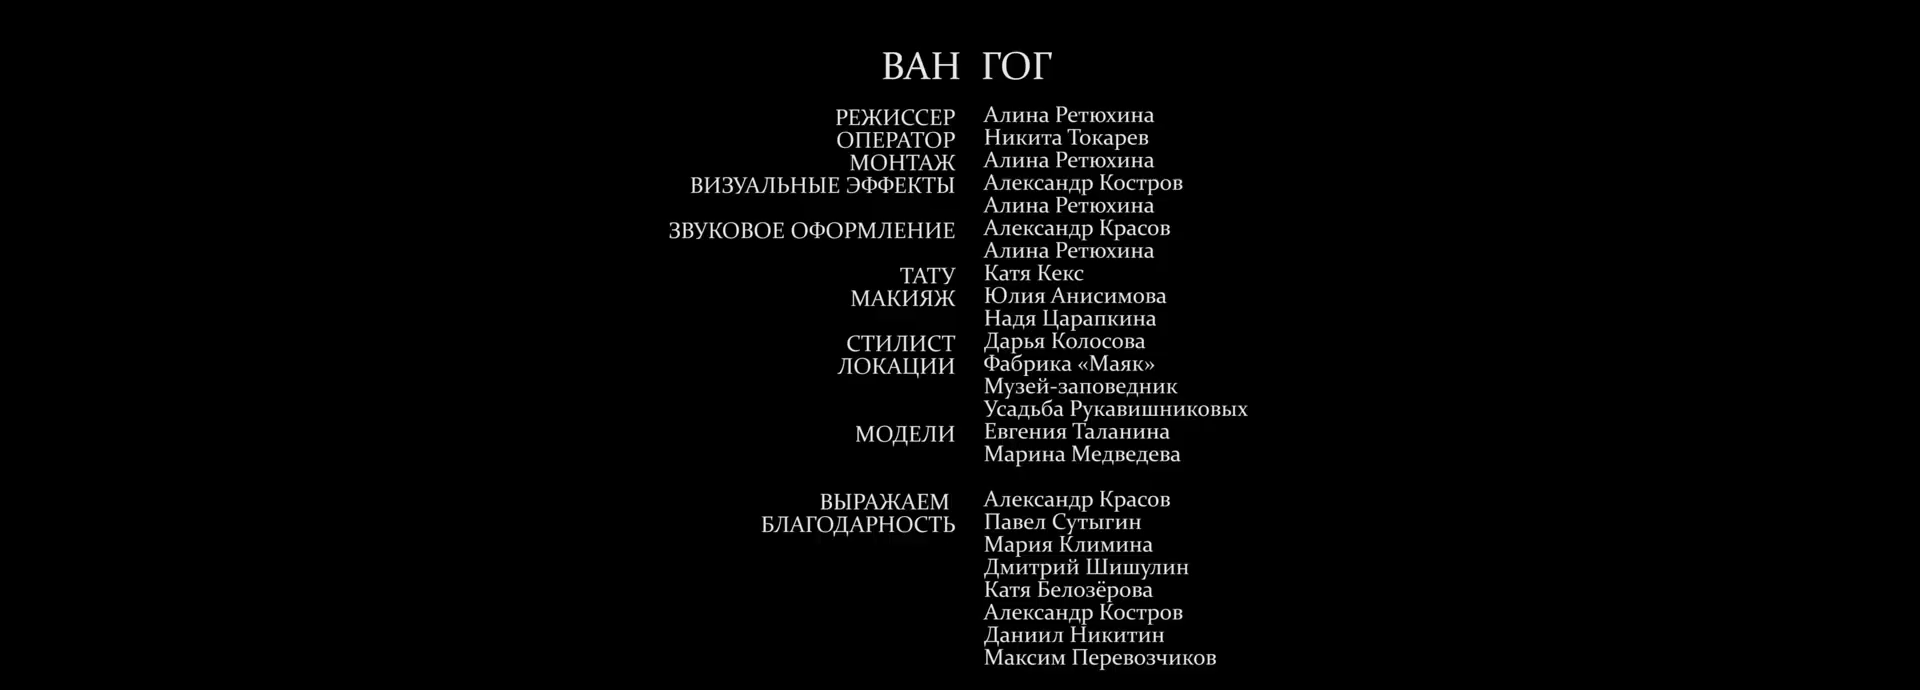 ВАН ГОГ
РЕЖИССЕР Алина Ретюхина
ОПЕРАТОР Никита Токарев
МОНТАЖ Алина Ретюхина
ВИЗУАЛЬНЫЕ ЭФФЕКТЫ Александр Костров
Алина Ретюхина
ЗВУКОВОЕ ОФОРМЛЕНИЕ Александр Красов
Алина Ретюхина
ТАТУ Катя Кекс
МАКИЯЖ Юлия Анисимова
Надя Царапкина
СТИЛИСТ Дарья Колосова
ЛОКАЦИИ Фабрика «Маяк»
Музей-заповедник
Усадьба Рукавишниковых
МОДЕЛИ Евгения Таланина
Марина Медведева
ВЫРАЖАЕМ Александр Красов
БЛАГОДАРНОСТЬ Павел Сутыгин
Мария Климина
Дмитрий Шишулин
Катя Белозёрова
Александр Костров
Даниил Никитин
Максим Перевозчиков